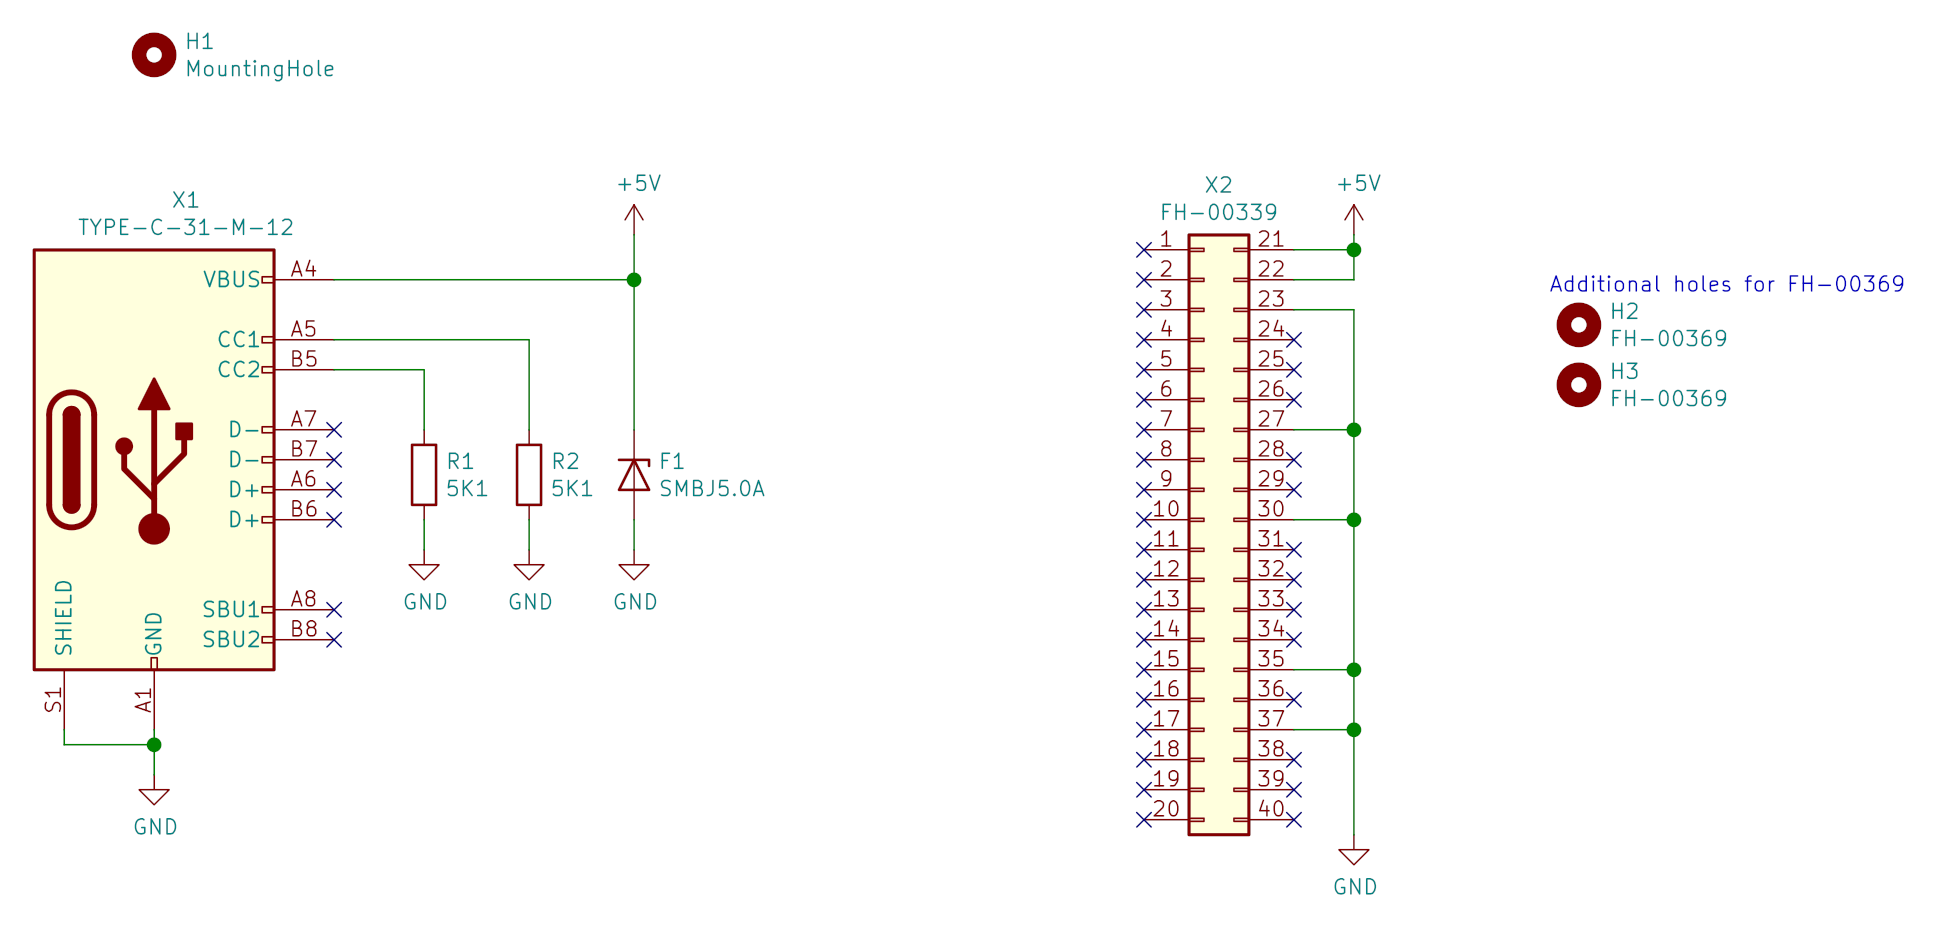 H1
MountingHole
X1
TYPE-C-31-M-12
VBUS
A4
CC1
A5
CC2
B5
D-
A7
D-
B7
D+
A6
D+
B6
SBU1
A8
SBU2
B8
SHIELD
GND
S1
A1
GND
R1
5K1
GND
R2
5K1
GND
+5V
F1
SMBJ5.0A
GND
X2
FH-00339
+5V
1 21
2 22
3 23
4 24
5 25
6 26
7 27
8 28
9 29
10 30
11 31
12 32
13 33
14 34
15 35
16 36
17 37
18 38
19 39
20 40
GND
Additional holes for FH-00369
H2
FH-00369
H3
FH-00369